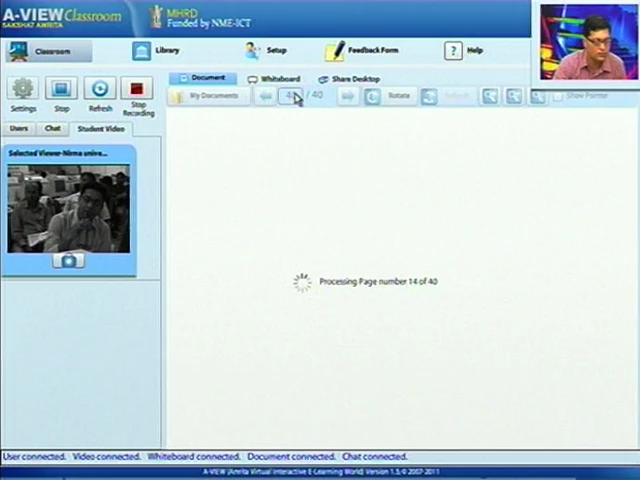 A-VIEW Classroom
SAKSHAT AMRITA
MHRD
Funded by NME-ICT
Classroom
Library
Setup
Feedback Form
? Help
Settings
Stop
Refresh
Stop Recording
Document
Whiteboard
Share Desktop
My Documents
/ 40
Rotate
Show Pointer
Users
Chat
Student Video
Selected Viewer-Nirma unive...
Processing Page number 14 of 40
User connected. Video connected. Whiteboard connected. Document connected. Chat connected.
A-VIEW (Amrita Virtual Interactive E-Learning World) Version 1.5, © 2007-2011